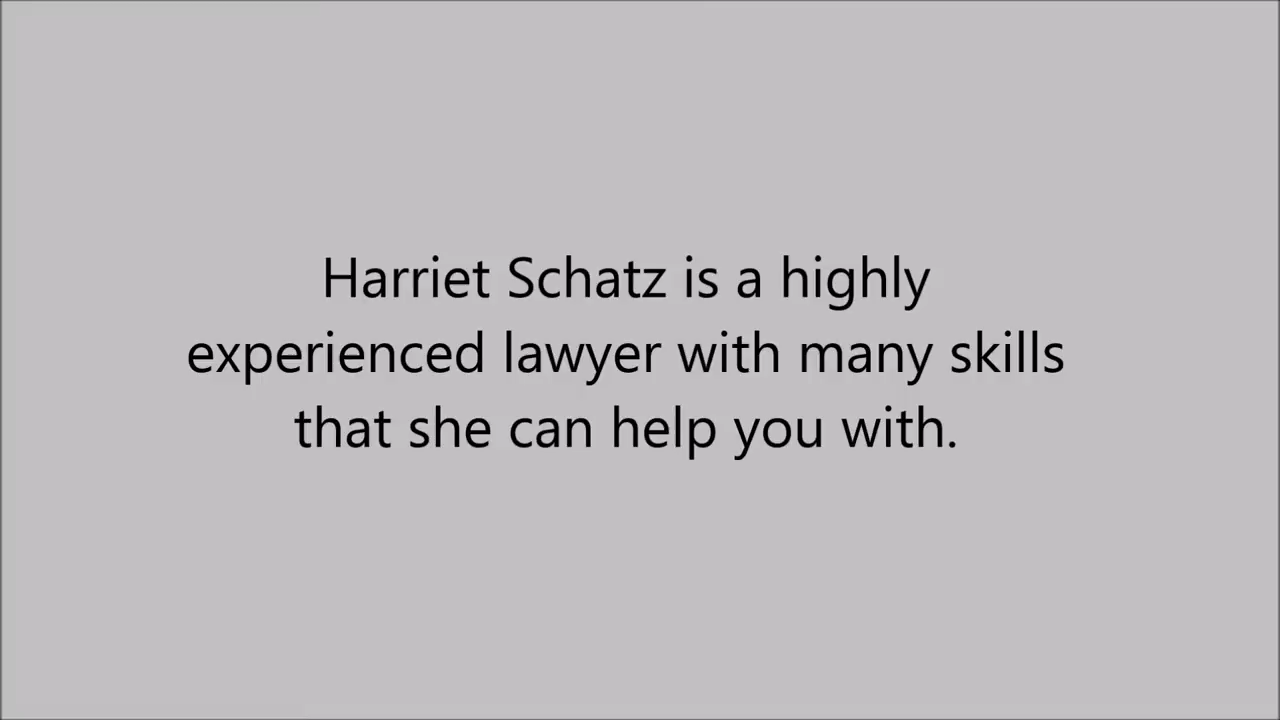 Harriet Schatz is a highly
experienced lawyer with many skills
that she can help you with.